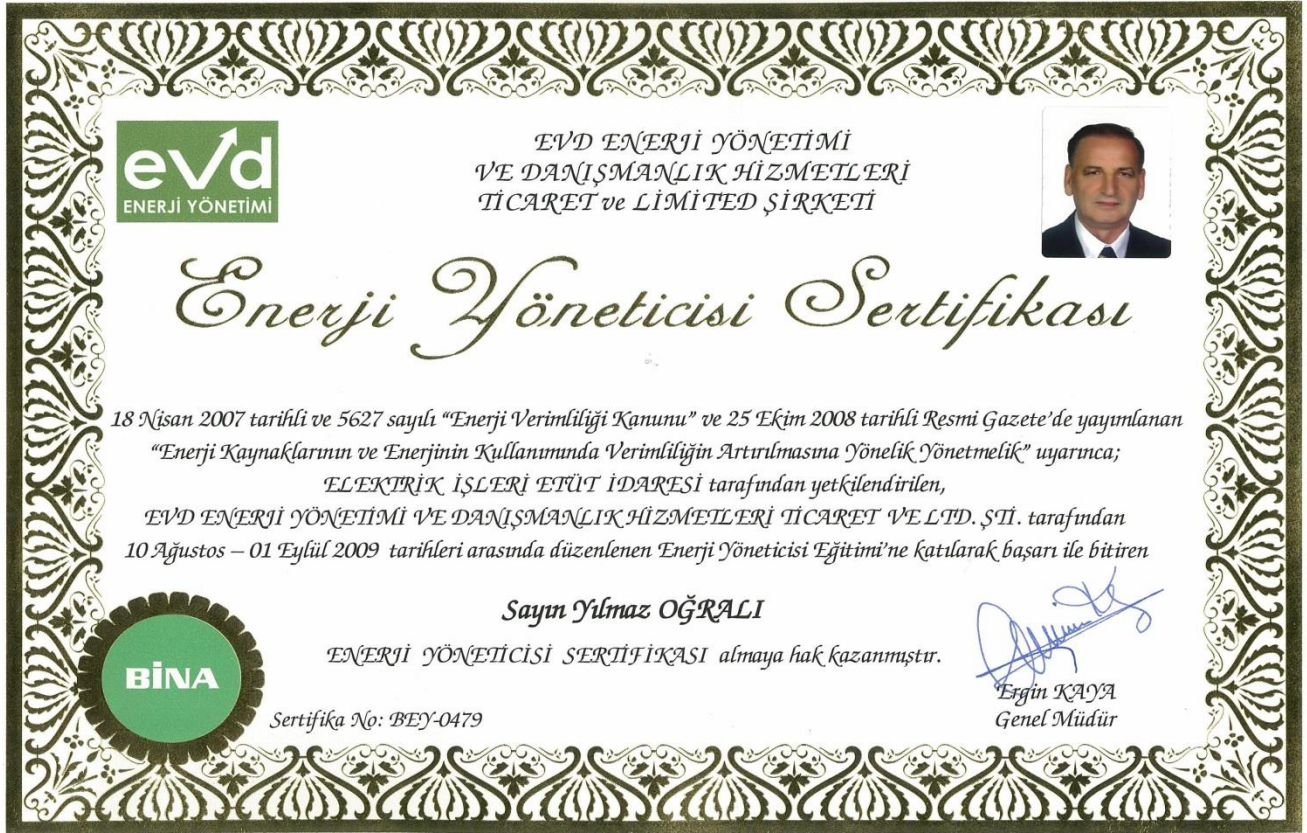 evd
ENERJİ YÖNETİMİ
EVD ENERJİ YÖNETİMİ
VE DANIŞMANLIK HİZMETLERİ
TİCARET ve LİMİTED ŞİRKETİ
Enerji Yöneticisi Sertifikası
18 Nisan 2007 tarihli ve 5627 sayılı “Enerji Verimliliği Kanunu” ve 25 Ekim 2008 tarihli Resmi Gazete’de yayımlanan
“Enerji Kaynaklarının ve Enerjinin Kullanımında Verimliliğin Artırılmasına Yönelik Yönetmelik” uyarınca;
ELEKTRİK İŞLERİ ETÜT İDARESİ tarafından yetkilendirilen,
EVD ENERJİ YÖNETİMİ VE DANIŞMANLIK HİZMETLERİ TİCARET VE LTD. ŞTİ. tarafından
10 Ağustos – 01 Eylül 2009 tarihleri arasında düzenlenen Enerji Yöneticisi Eğitimi’ne katılarak başarı ile bitiren
Sayın Yılmaz OĞRALI
ENERJİ YÖNETİCİSİ SERTİFİKASI almaya hak kazanmıştır.
BİNA
Sertifika No: BEY-0479
Ergin KAYA
Genel Müdür